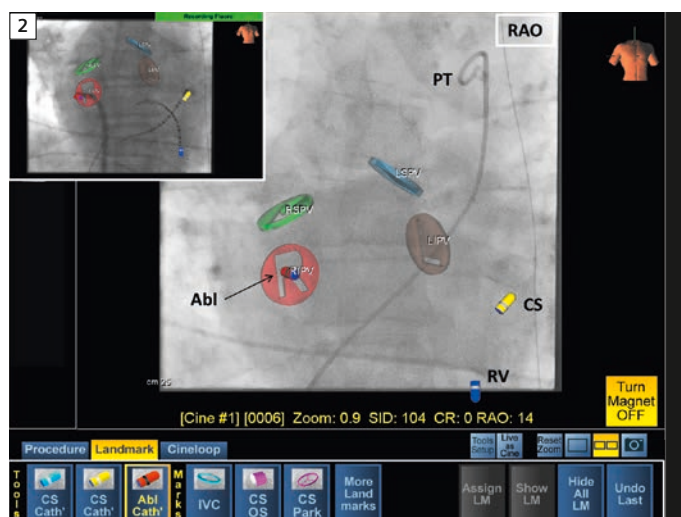 2
Recording Fluoro
RAO
PT
LSPV
RSPV
LIPV
RIPV
R
Abl
CS
RV
cm 25
[Cine #1] [0006] Zoom: 0.9 SID: 104 CR: 0 RAO: 14
Turn
Magnet
OFF
Procedure
Landmark
Cineloop
Tools
Setup
Live
as
Cine
Reset
Zoom
Tools
CS
Cath'
CS
Cath'
Abl
Cath'
Marks
IVC
CS
OS
CS
Park
More
Land
marks
Assign
LM
Show
LM
Hide
All
LM
Undo
Last